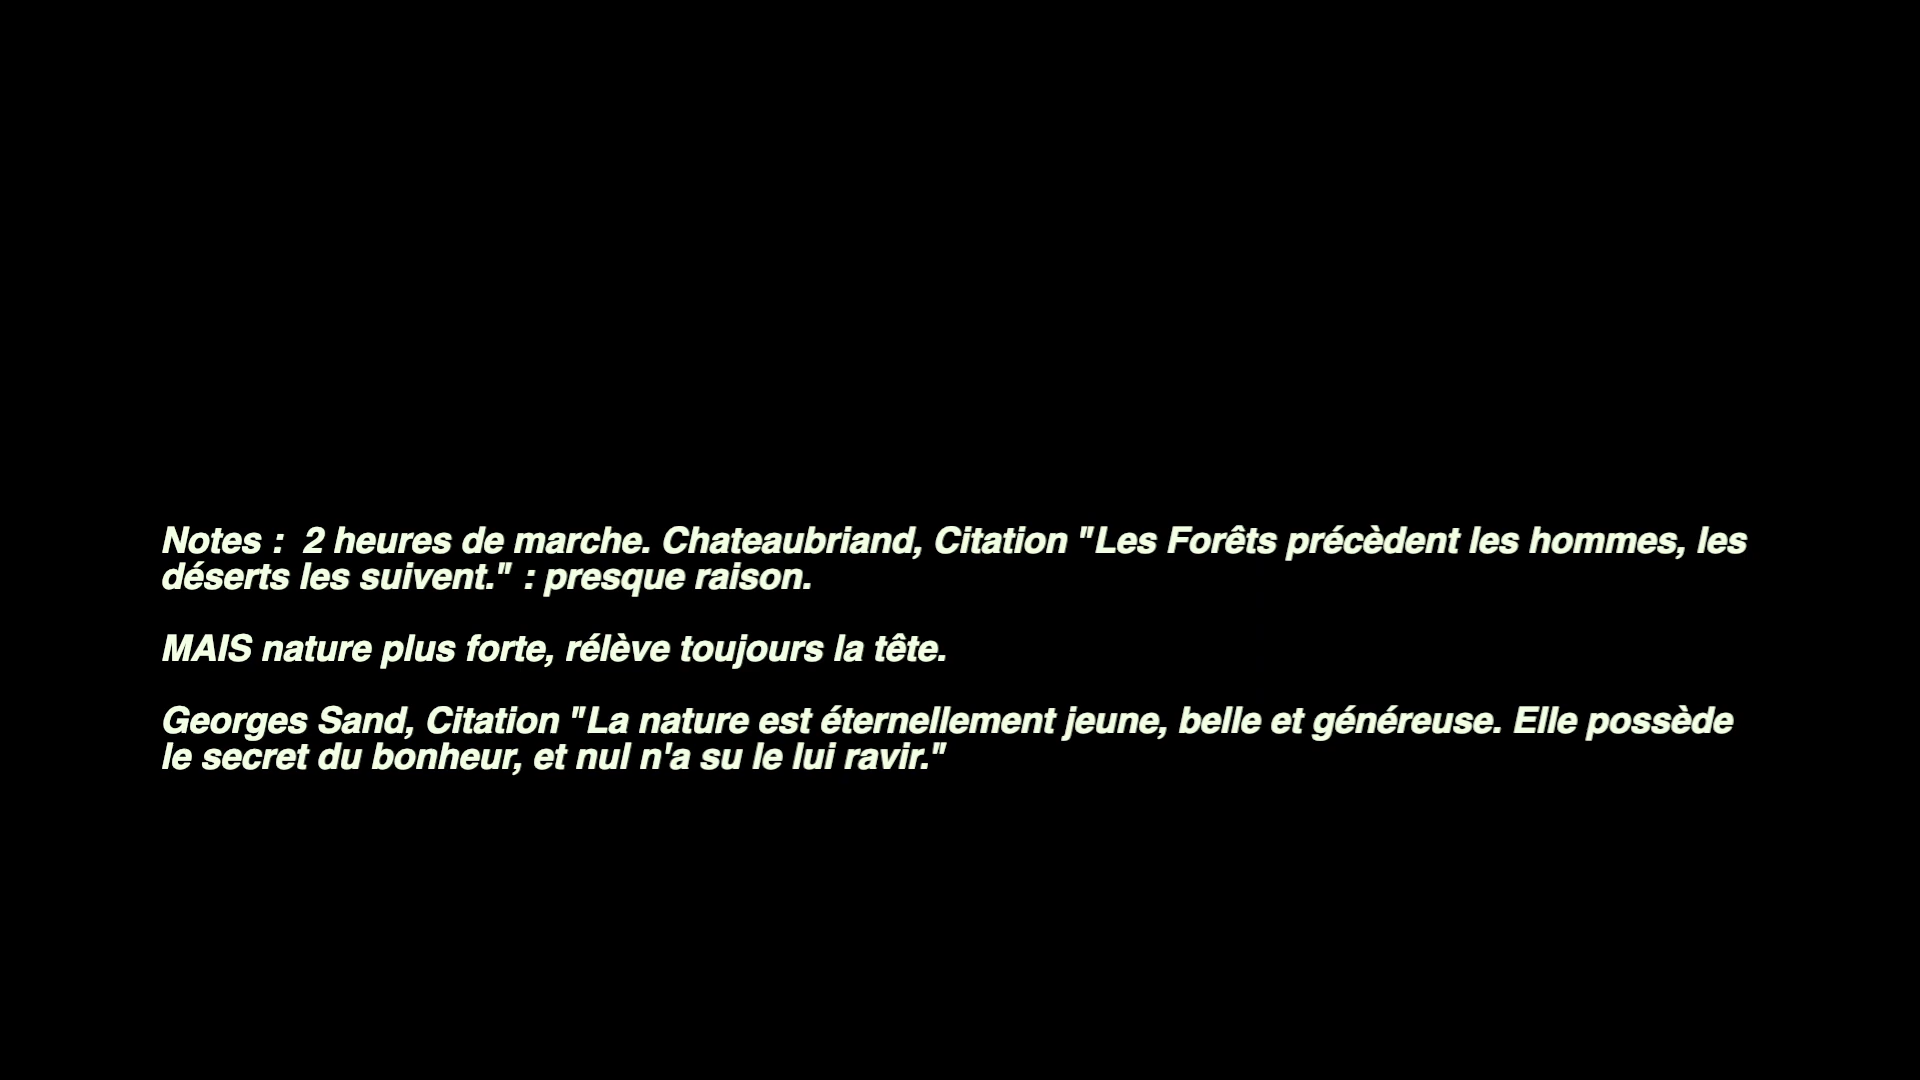 Notes :  2 heures de marche. Chateaubriand, Citation "Les Forêts précèdent les hommes, les
déserts les suivent."  : presque raison.
MAIS nature plus forte, rélève toujours la tête.
Georges Sand, Citation "La nature est éternellement jeune, belle et généreuse. Elle possède
le secret du bonheur, et nul n'a su le lui ravir."